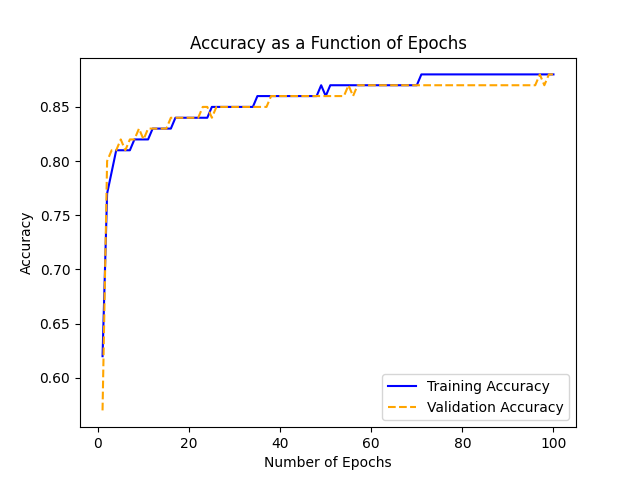 Accuracy as a Function of Epochs
Accuracy
0.85
0.80
0.75
0.70
0.65
0.60
0
20
40
60
80
100
Number of Epochs
Training Accuracy
Validation Accuracy